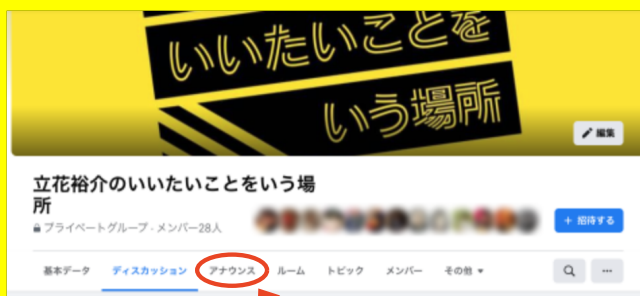 いいたいことを
いう場所
編集
立花裕介のいいたいことをいう場
所
プライベートグループ・メンバー28人
+ 招待する
基本データ ディスカッション アナウンス ルーム トピック メンバー その他